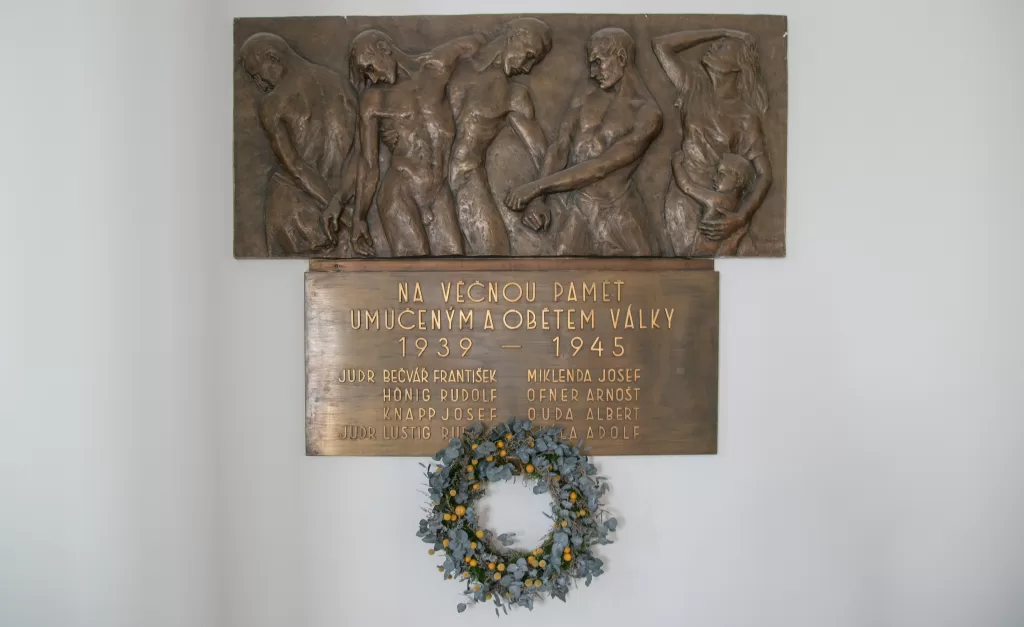 NA VĚČNOU PAMĚŤ
UMUČENÝM A OBĚTEM VÁLKY
1939 — 1945
JUDR BEČVÁŘ FRANTIŠEK MIKLENDA JOSEF
HÖNIG RUDOLF OFNER ARNOŠT
KNAPP JOSEF OUDA ALBERT
JUDR LUSTIG ADOLF